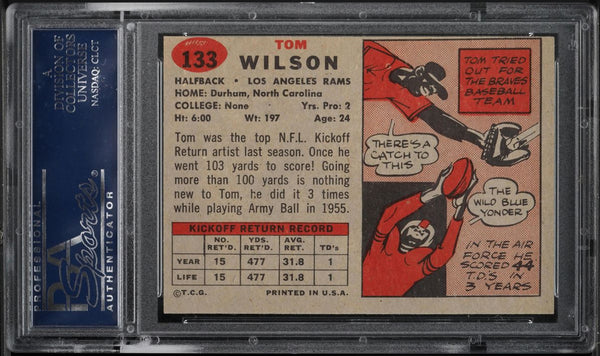 A
DIVISION OF
COLLECTORS
UNIVERSE
NASDAQ: CLCT
PROFESSIONAL
PSA
Sports
AUTHENTICATOR
133
TOM
WILSON
HALFBACK • LOS ANGELES RAMS
HOME: Durham, North Carolina
COLLEGE: None Yrs. Pro: 2
Ht: 6:00 Wt: 197 Age: 24
Tom was the top N.F.L. Kickoff
Return artist last season. Once he
went 103 yards to score! Going
more than 100 yards is nothing
new to Tom, he did it 3 times
while playing Army Ball in 1955.
KICKOFF RETURN RECORD
NO. YDS. AVG.
RET'D. RET'D. RET. TD's
YEAR 15 477 31.8 1
LIFE 15 477 31.8 1
©T.C.G. PRINTED IN U.S.A.
TOM TRIED
OUT FOR
THE BRAVES
BASEBALL
TEAM
THERE'S A
CATCH TO
THIS
THE
WILD BLUE
YONDER
IN THE AIR
FORCE HE
SCORED 44
T.D.S IN
3 YEARS